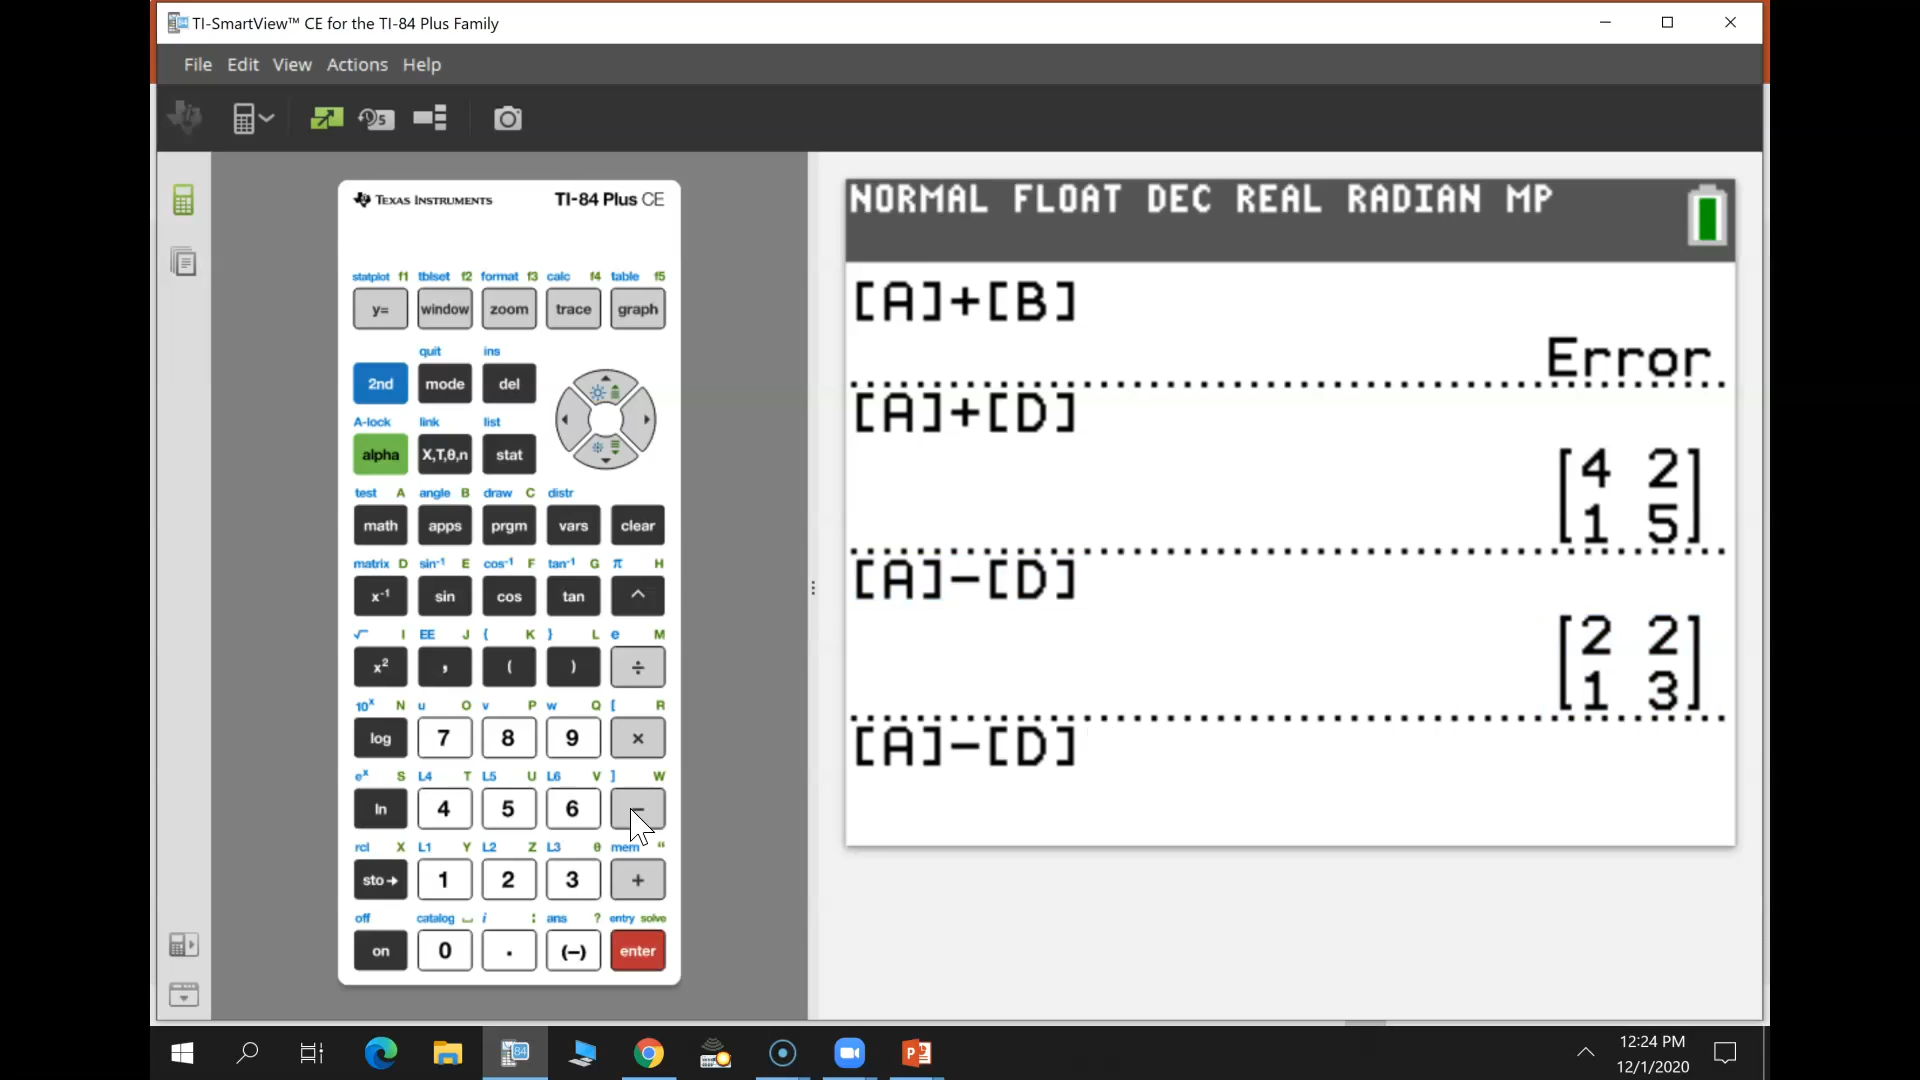 TI-SmartView™ CE for the TI-84 Plus Family
File Edit View Actions Help
TEXAS INSTRUMENTS TI-84 Plus CE
statplot f1 tblset f2 format f3 calc f4 table f5
y= window zoom trace graph
quit ins
2nd mode del
A-lock link list
alpha X,T,θ,n stat
test A angle B draw C distr
math apps prgm vars clear
matrix D sin⁻¹ E cos⁻¹ F tan⁻¹ G π H
x⁻¹ sin cos tan ^
√ I EE J { K } L e M
x² , ( ) ÷
10ˣ N u O v P w Q [ R
log 7 8 9 ×
eˣ S L4 T L5 U L6 V ] W
ln 4 5 6 −
rcl X L1 Y L2 Z L3 θ mem “
sto→ 1 2 3 +
off catalog ⎵ i : ans ? entry solve
on 0 . (−) enter
NORMAL FLOAT DEC REAL RADIAN MP
[A]+[B]
Error
[A]+[D]
[4 2]
[1 5]
[A]−[D]
[2 2]
[1 3]
[A]−[D]
12:24 PM
12/1/2020